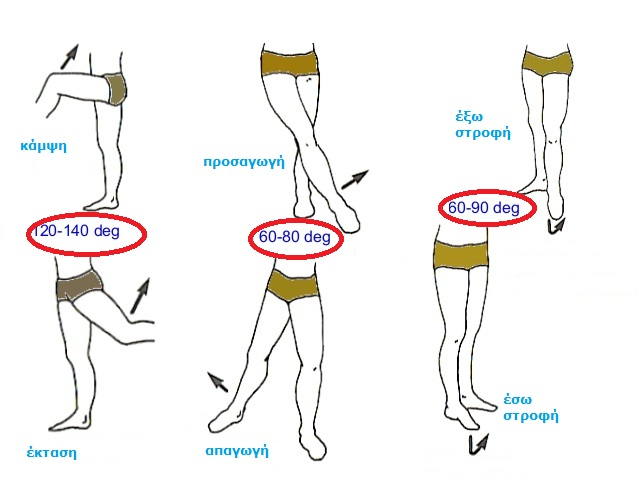 κάμψη
120-140 deg
έκταση
προσαγωγή
60-80 deg
απαγωγή
έξω
στροφή
60-90 deg
έσω
στροφή